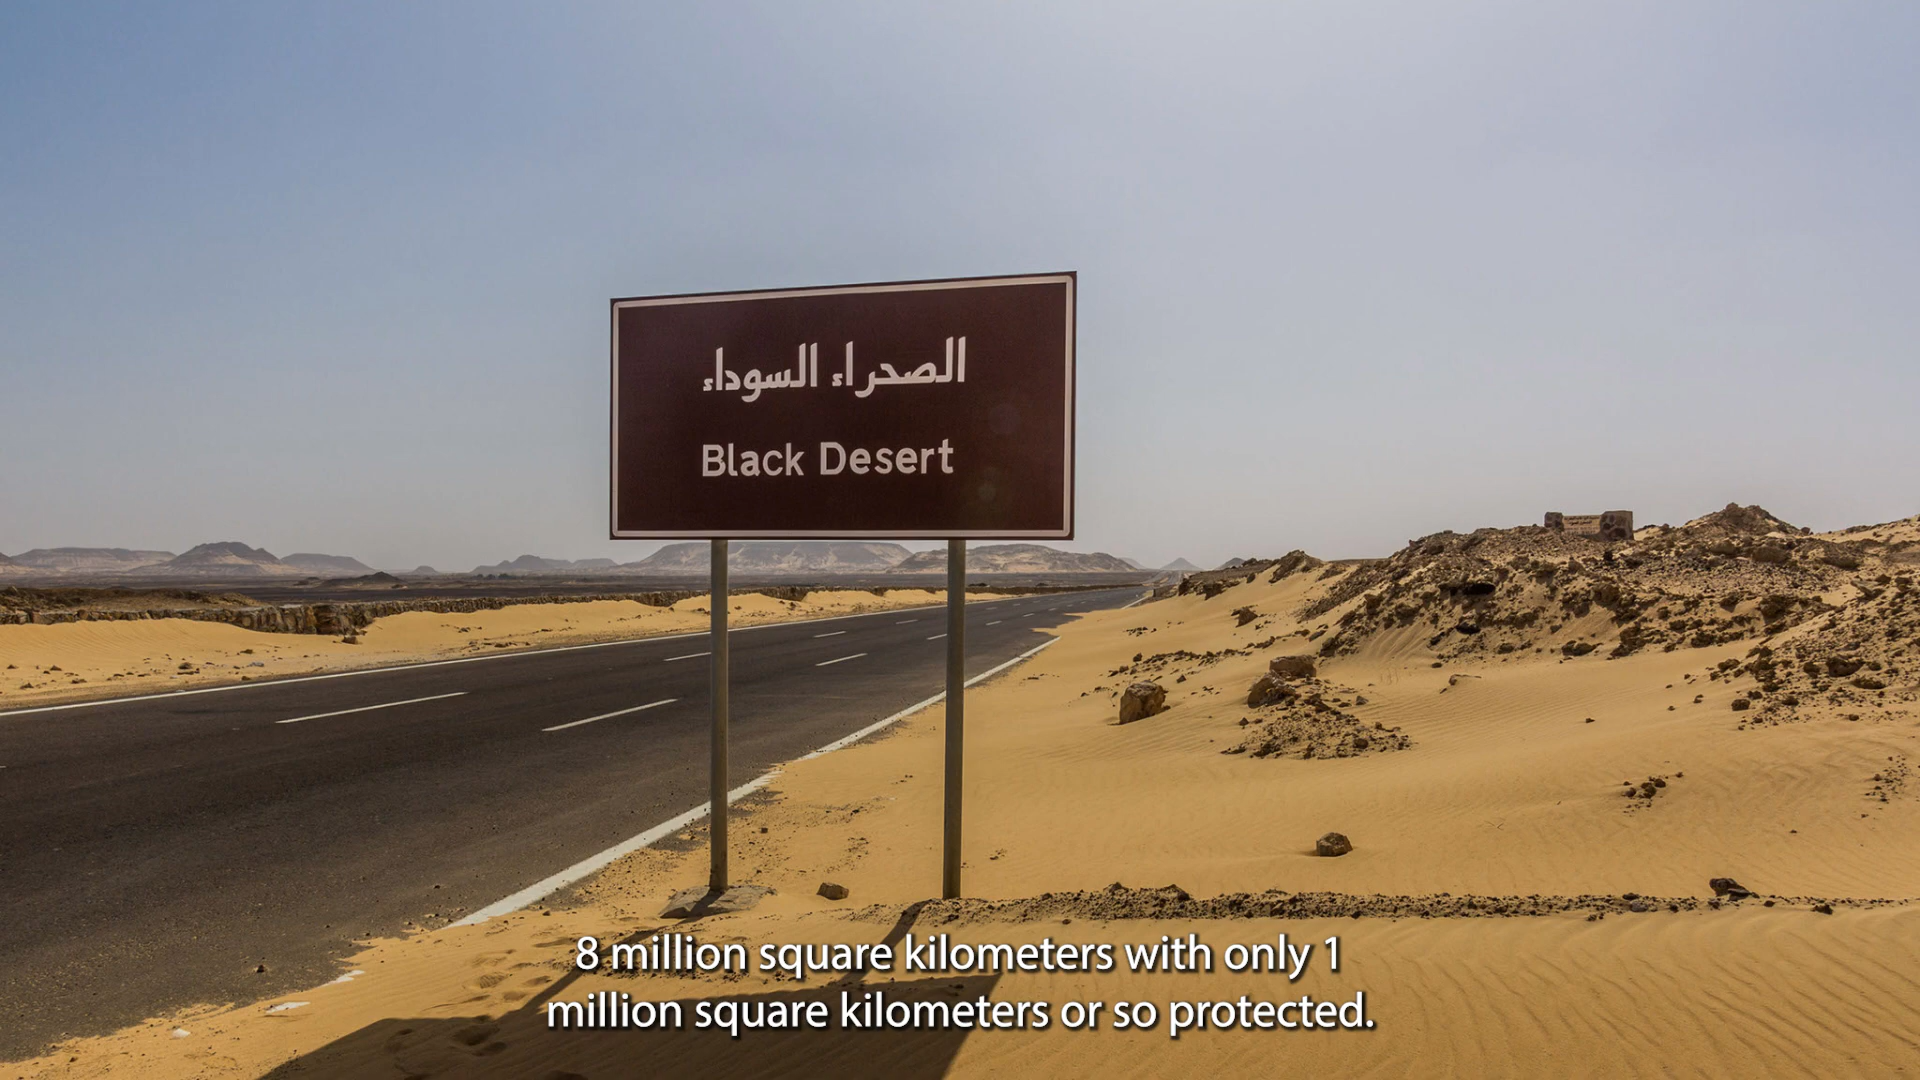 الصحراء السوداء
Black Desert
8 million square kilometers with only 1
million square kilometers or so protected.